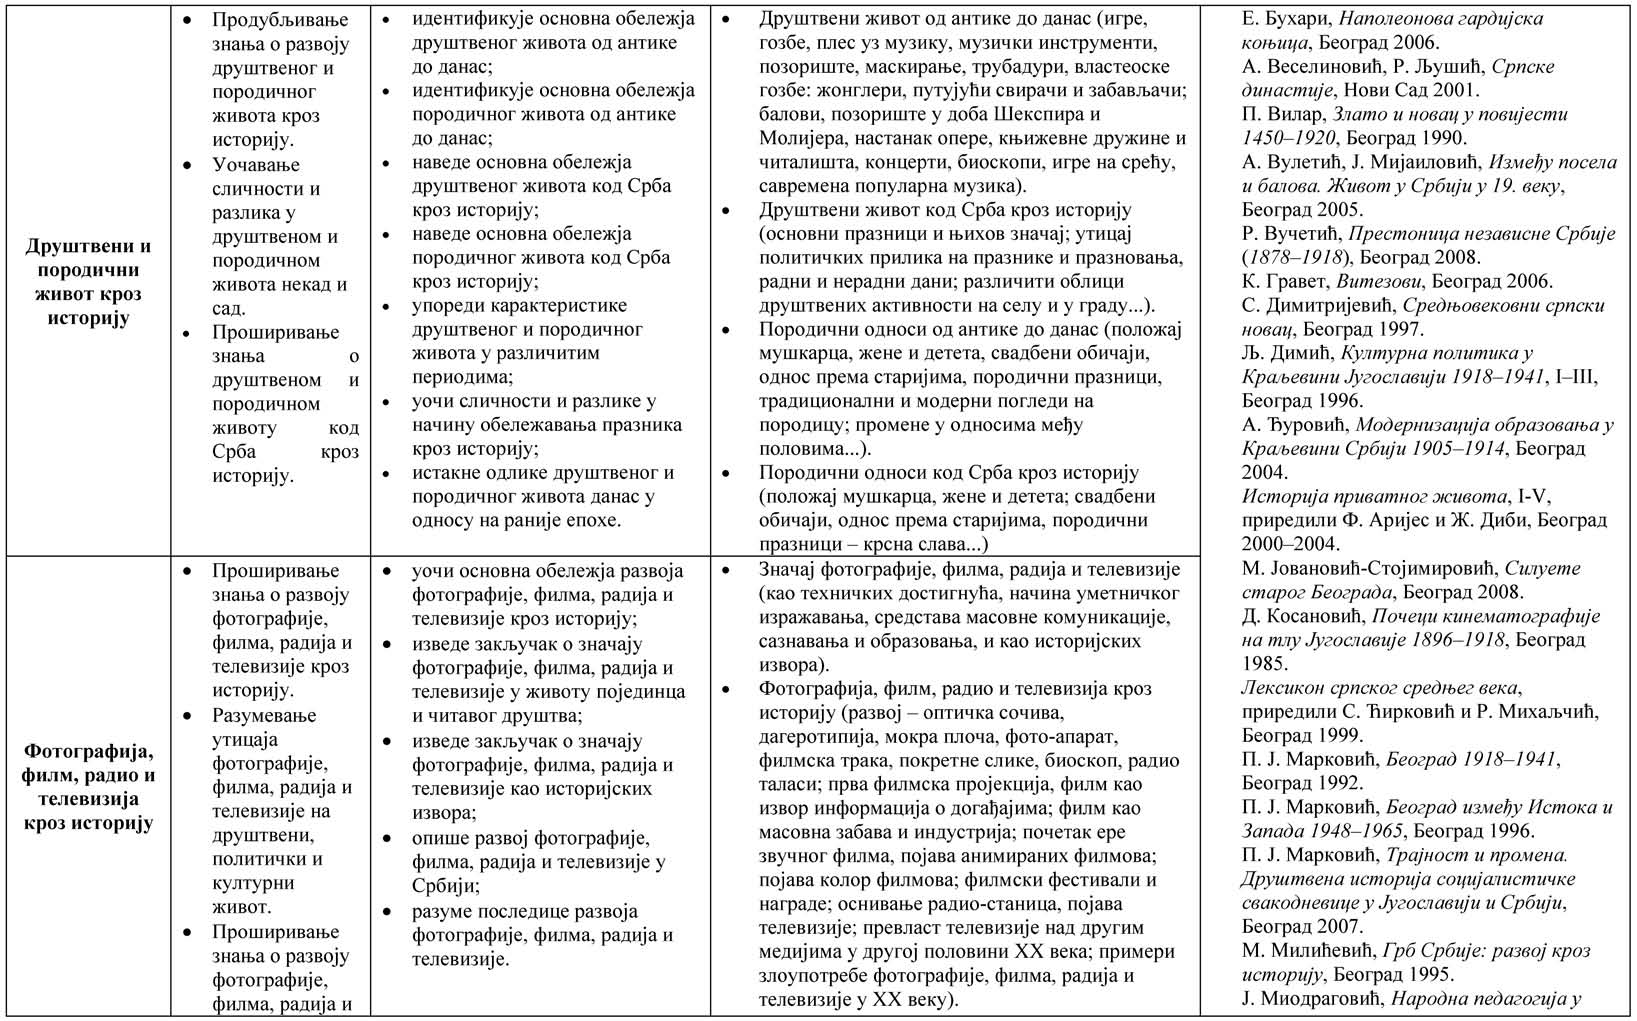 Друштвени и
породични
живот кроз
историју
• Продубљивање
знања о развоју
друштвеног и
породичног
живота кроз
историју.
• Уочавање
сличности и
разлика у
друштвеном и
породичном
живота некад и
сад.
• Проширивање
знања о
друштвеном и
породичном
животу код
Срба кроз
историју.
• идентификује основна обележја
друштвеног живота од антике
до данас;
• идентификује основна обележја
породичног живота од антике
до данас;
• наведе основна обележја
друштвеног живота код Срба
кроз историју;
• наведе основна обележја
породичног живота код Срба
кроз историју;
• упореди карактеристике
друштвеног и породичног
живота у различитим
периодима;
• уочи сличности и разлике у
начину обележавања празника
кроз историју;
• истакне одлике друштвеног и
породичног живота данас у
односу на раније епохе.
• Друштвени живот од антике до данас (игре,
гозбе, плес уз музику, музички инструменти,
позориште, маскирање, трубадури, властеоске
гозбе: жонглери, путујући свирачи и забављачи;
балови, позориште у доба Шекспира и
Молијера, настанак опере, књижевне дружине и
читалишта, концерти, биоскопи, игре на срећу,
савремена популарна музика).
• Друштвени живот код Срба кроз историју
(основни празници и њихов значај; утицај
политичких прилика на празнике и празновања,
радни и нерадни дани; различити облици
друштвених активности на селу и у граду...).
• Породични односи од антике до данас (положај
мушкарца, жене и детета, свадбени обичаји,
однос према старијима, породични празници,
традиционални и модерни погледи на
породицу; промене у односима међу
половима...).
• Породични односи код Срба кроз историју
(положај мушкарца, жене и детета; свадбени
обичаји, однос према старијима, породични
празници – крсна слава...)
Фотографија,
филм, радио и
телевизија
кроз историју
• Проширивање
знања о развоју
фотографије,
филма, радија и
телевизије кроз
историју.
• Разумевање
утицаја
фотографије,
филма, радија и
телевизије на
друштвени,
политички и
културни
живот.
• Проширивање
знања о развоју
фотографије,
филма, радија и
• уочи основна обележја развоја
фотографије, филма, радија и
телевизије кроз историју;
• изведе закључак о значају
фотографије, филма, радија и
телевизије у животу појединца
и читавог друштва;
• изведе закључак о значају
фотографије, филма, радија и
телевизије као историјских
извора;
• опише развој фотографије,
филма, радија и телевизије у
Србији;
• разуме последице развоја
фотографије, филма, радија и
телевизије.
• Значај фотографије, филма, радија и телевизије
(као техничких достигнућа, начина уметничког
изражавања, средстава масовне комуникације,
сазнавања и образовања, и као историјских
извора).
• Фотографија, филм, радио и телевизија кроз
историју (развој – оптичка сочива,
дагеротипија, мокра плоча, фото-апарат,
филмска трака, покретне слике, биоскоп, радио
таласи; прва филмска пројекција, филм као
извор информација о догађајима; филм као
масовна забава и индустрија; почетак ере
звучног филма, појава анимираних филмова;
појава колор филмова; филмски фестивали и
награде; оснивање радио-станица, појава
телевизије; превласт телевизије над другим
медијима у другој половини XX века; примери
злоупотребе фотографије, филма, радија и
телевизије у XX веку).
Е. Бухари, Наполеонова гардијска
коњица, Београд 2006.
А. Веселиновић, Р. Љушић, Српске
династије, Нови Сад 2001.
П. Вилар, Злато и новац у повијести
1450–1920, Београд 1990.
А. Вулетић, Ј. Мијаиловић, Између посела
и балова. Живот у Србији у 19. веку,
Београд 2005.
Р. Вучетић, Престоница независне Србије
(1878–1918), Београд 2008.
К. Гравет, Витезови, Београд 2006.
С. Димитријевић, Средњовековни српски
новац, Београд 1997.
Љ. Димић, Културна политика у
Краљевини Југославији 1918–1941, I–III,
Београд 1996.
А. Ђуровић, Модернизација образовања у
Краљевини Србији 1905–1914, Београд
2004.
Историја приватног живота, I-V,
приредили Ф. Аријес и Ж. Диби, Београд
2000–2004.
М. Јовановић-Стојимировић, Силуете
старог Београда, Београд 2008.
Д. Косановић, Почеци кинематографије
на тлу Југославије 1896–1918, Београд
1985.
Лексикон српског средњег века,
приредили С. Ћирковић и Р. Михаљчић,
Београд 1999.
П. Ј. Марковић, Београд 1918–1941,
Београд 1992.
П. Ј. Марковић, Београд између Истока и
Запада 1948–1965, Београд 1996.
П. Ј. Марковић, Трајност и промена.
Друштвена историја социјалистичке
свакодневице у Југославији и Србији,
Београд 2007.
М. Милићевић, Грб Србије: развој кроз
историју, Београд 1995.
Ј. Миодраговић, Народна педагогија у